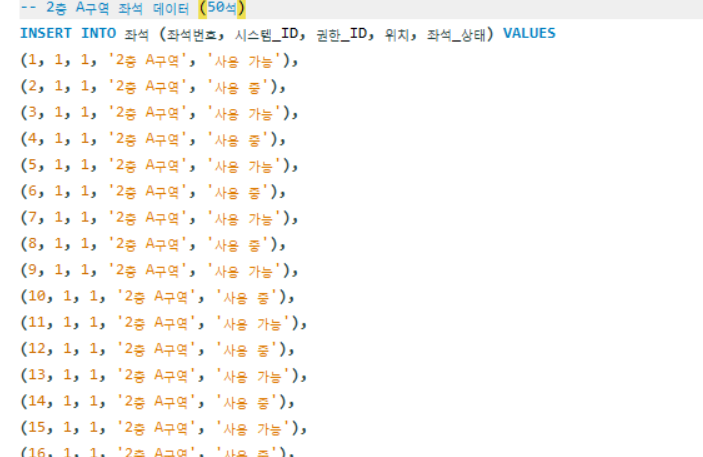 -- 2층 A구역 좌석 데이터 (50석)
INSERT INTO 좌석 (좌석번호, 시스템_ID, 권한_ID, 위치, 좌석_상태) VALUES
(1, 1, 1, '2층 A구역', '사용 가능'),
(2, 1, 1, '2층 A구역', '사용 중'),
(3, 1, 1, '2층 A구역', '사용 가능'),
(4, 1, 1, '2층 A구역', '사용 중'),
(5, 1, 1, '2층 A구역', '사용 가능'),
(6, 1, 1, '2층 A구역', '사용 중'),
(7, 1, 1, '2층 A구역', '사용 가능'),
(8, 1, 1, '2층 A구역', '사용 중'),
(9, 1, 1, '2층 A구역', '사용 가능'),
(10, 1, 1, '2층 A구역', '사용 중'),
(11, 1, 1, '2층 A구역', '사용 가능'),
(12, 1, 1, '2층 A구역', '사용 중'),
(13, 1, 1, '2층 A구역', '사용 가능'),
(14, 1, 1, '2층 A구역', '사용 중'),
(15, 1, 1, '2층 A구역', '사용 가능'),
(16, 1, 1, '2층 A구역', '사용 중'),